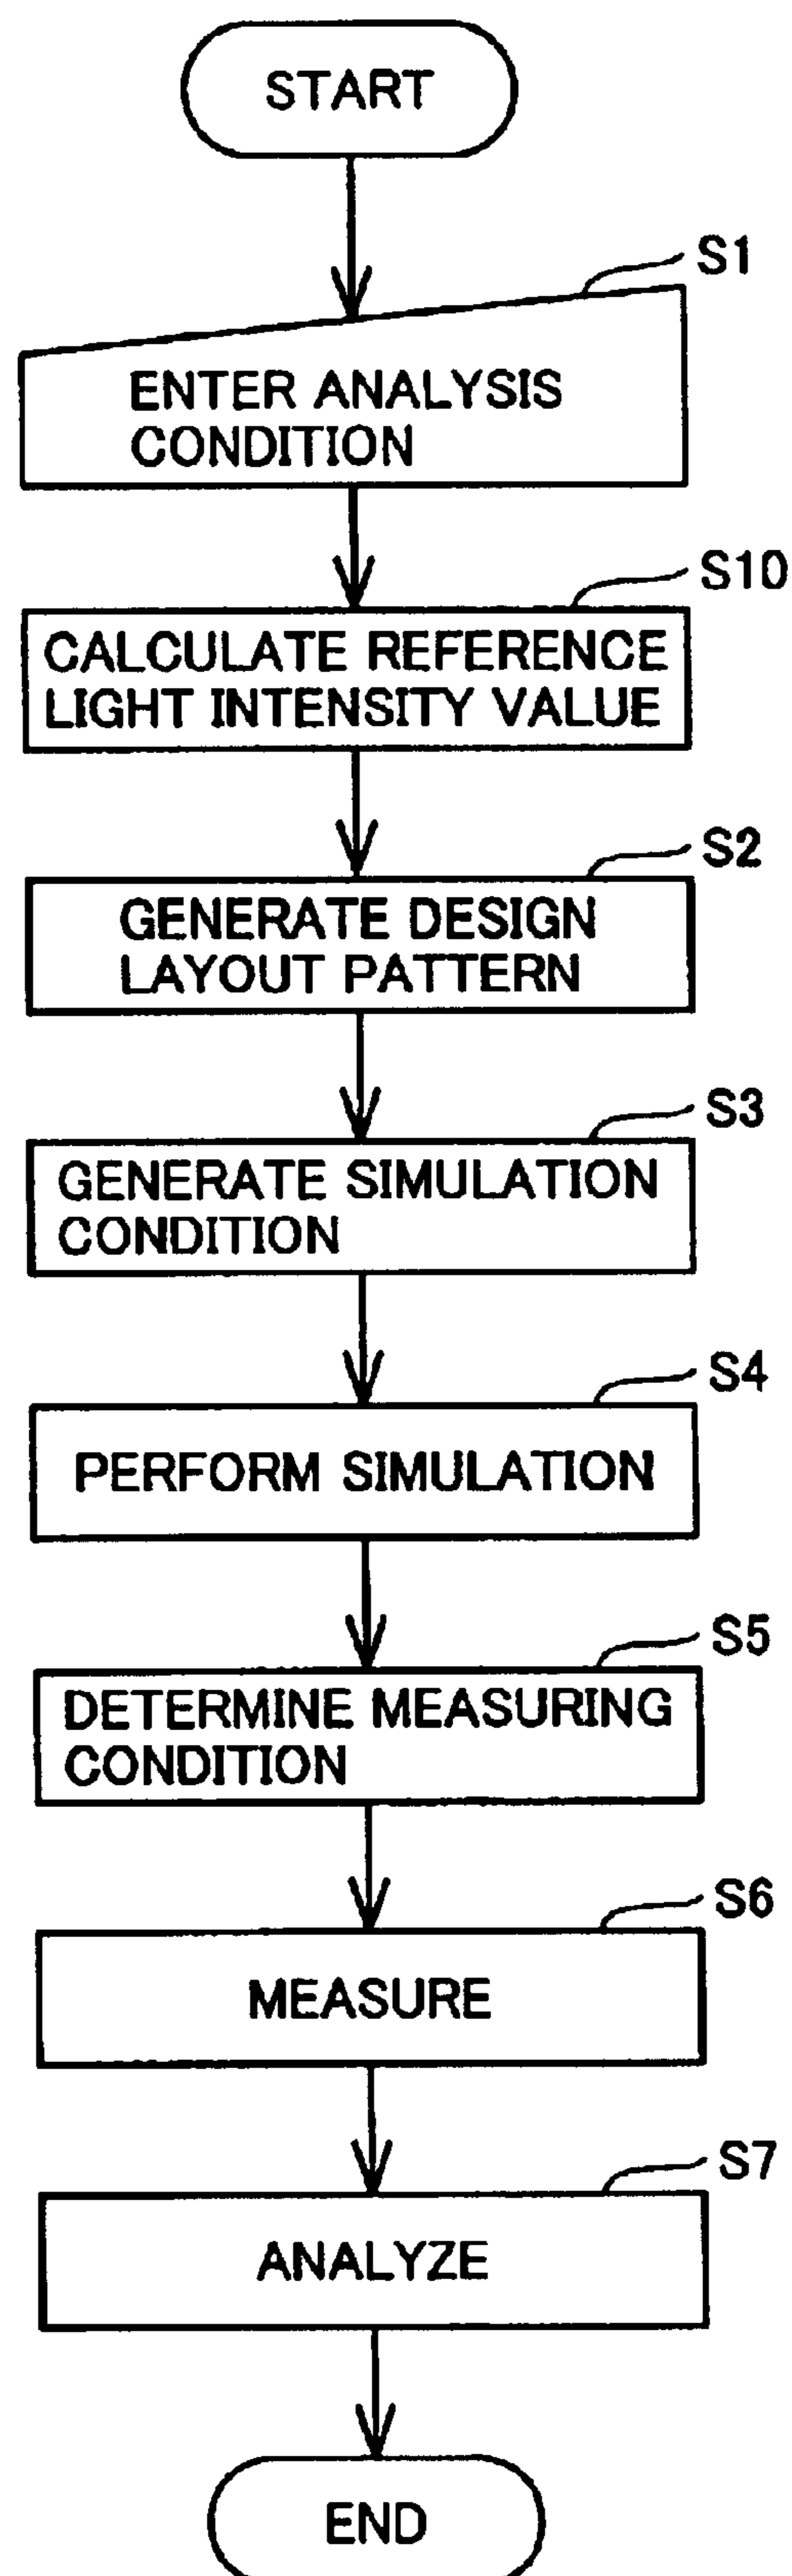 START
S1
ENTER ANALYSIS
CONDITION
S10
CALCULATE REFERENCE
LIGHT INTENSITY VALUE
S2
GENERATE DESIGN
LAYOUT PATTERN
S3
GENERATE SIMULATION
CONDITION
S4
PERFORM SIMULATION
S5
DETERMINE MEASURING
CONDITION
S6
MEASURE
S7
ANALYZE
END